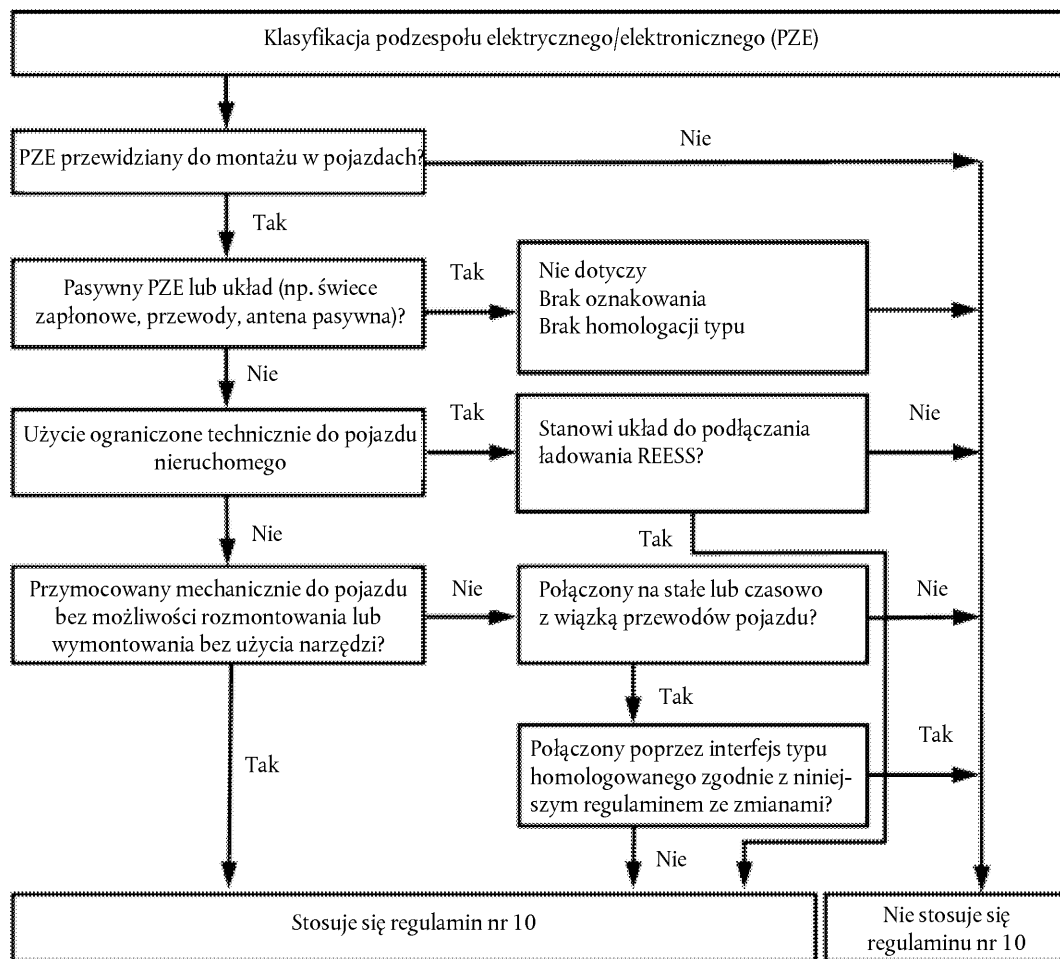 Klasyfikacja podzespołu elektrycznego/elektronicznego (PZE)
Nie
PZE przewidziany do montażu w pojazdach?
Tak
Pasywny PZE lub układ (np. świece
zapłonowe, przewody, antena pasywna)?
Tak
Nie dotyczy
Brak oznakowania
Brak homologacji typu
Nie
Użycie ograniczone technicznie do pojazdu
nieruchomego
Tak
Stanowi układ do podłączania
ładowania REESS?
Nie
Nie
Tak
Przymocowany mechanicznie do pojazdu
bez możliwości rozmontowania lub
wymontowania bez użycia narzędzi?
Nie
Połączony na stałe lub czasowo
z wiązką przewodów pojazdu?
Nie
Tak
Tak
Połączony poprzez interfejs typu
homologowanego zgodnie z niniej-
szym regulaminem ze zmianami?
Tak
Nie
Stosuje się regulamin nr 10
Nie stosuje się
regulaminu nr 10